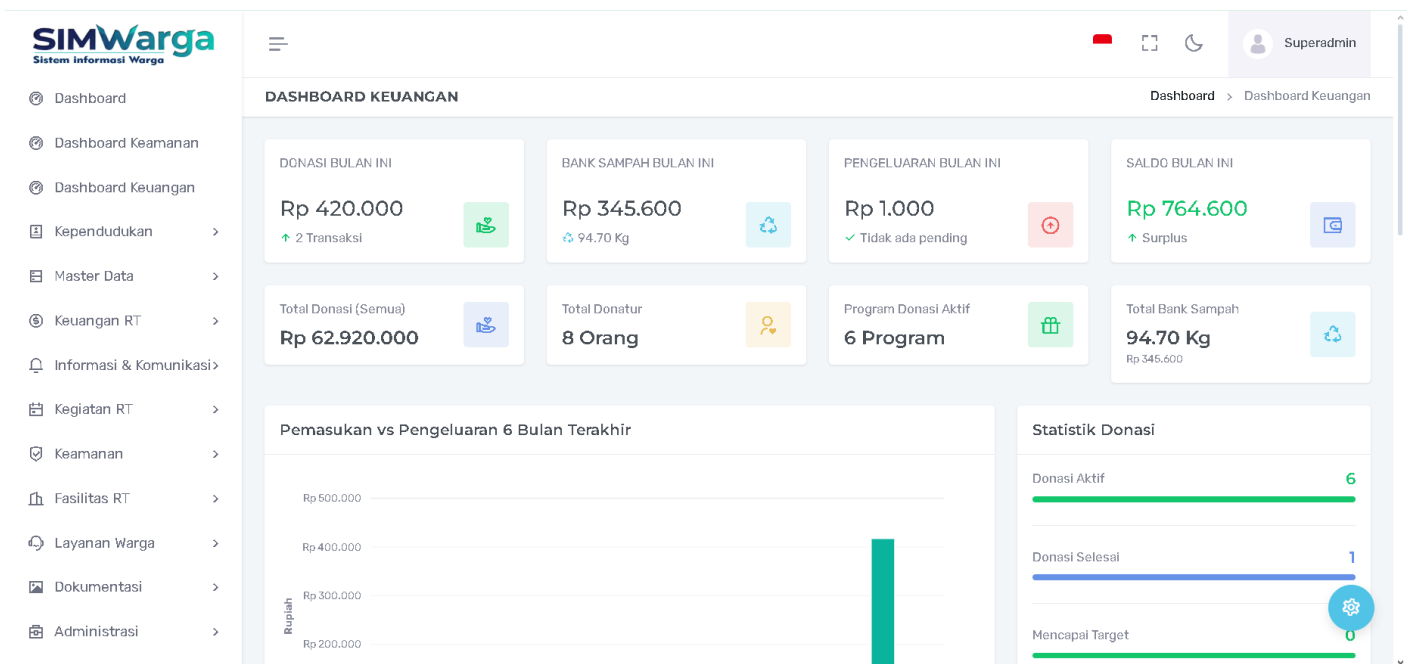 SIMWarga
Sistem informasi Warga
Dashboard
Dashboard Keamanan
Dashboard Keuangan
Kependudukan
Master Data
Keuangan RT
Informasi & Komunikasi
Kegiatan RT
Keamanan
Fasilitas RT
Layanan Warga
Dokumentasi
Administrasi
Superadmin
DASHBOARD KEUANGAN
Dashboard > Dashboard Keuangan
DONASI BULAN INI
Rp 420.000
2 Transaksi
BANK SAMPAH BULAN INI
Rp 345.600
94.70 Kg
PENGELUARAN BULAN INI
Rp 1.000
Tidak ada pending
SALDO BULAN INI
Rp 764.600
Surplus
Total Donasi (Semua)
Rp 62.920.000
Total Donatur
8 Orang
Program Donasi Aktif
6 Program
Total Bank Sampah
94.70 Kg
Rp 345.600
Pemasukan vs Pengeluaran 6 Bulan Terakhir
Rp 500.000
Rp 400.000
Rp 300.000
Rp 200.000
Rupiah
Statistik Donasi
Donasi Aktif 6
Donasi Selesai 1
Mencapai Target 0